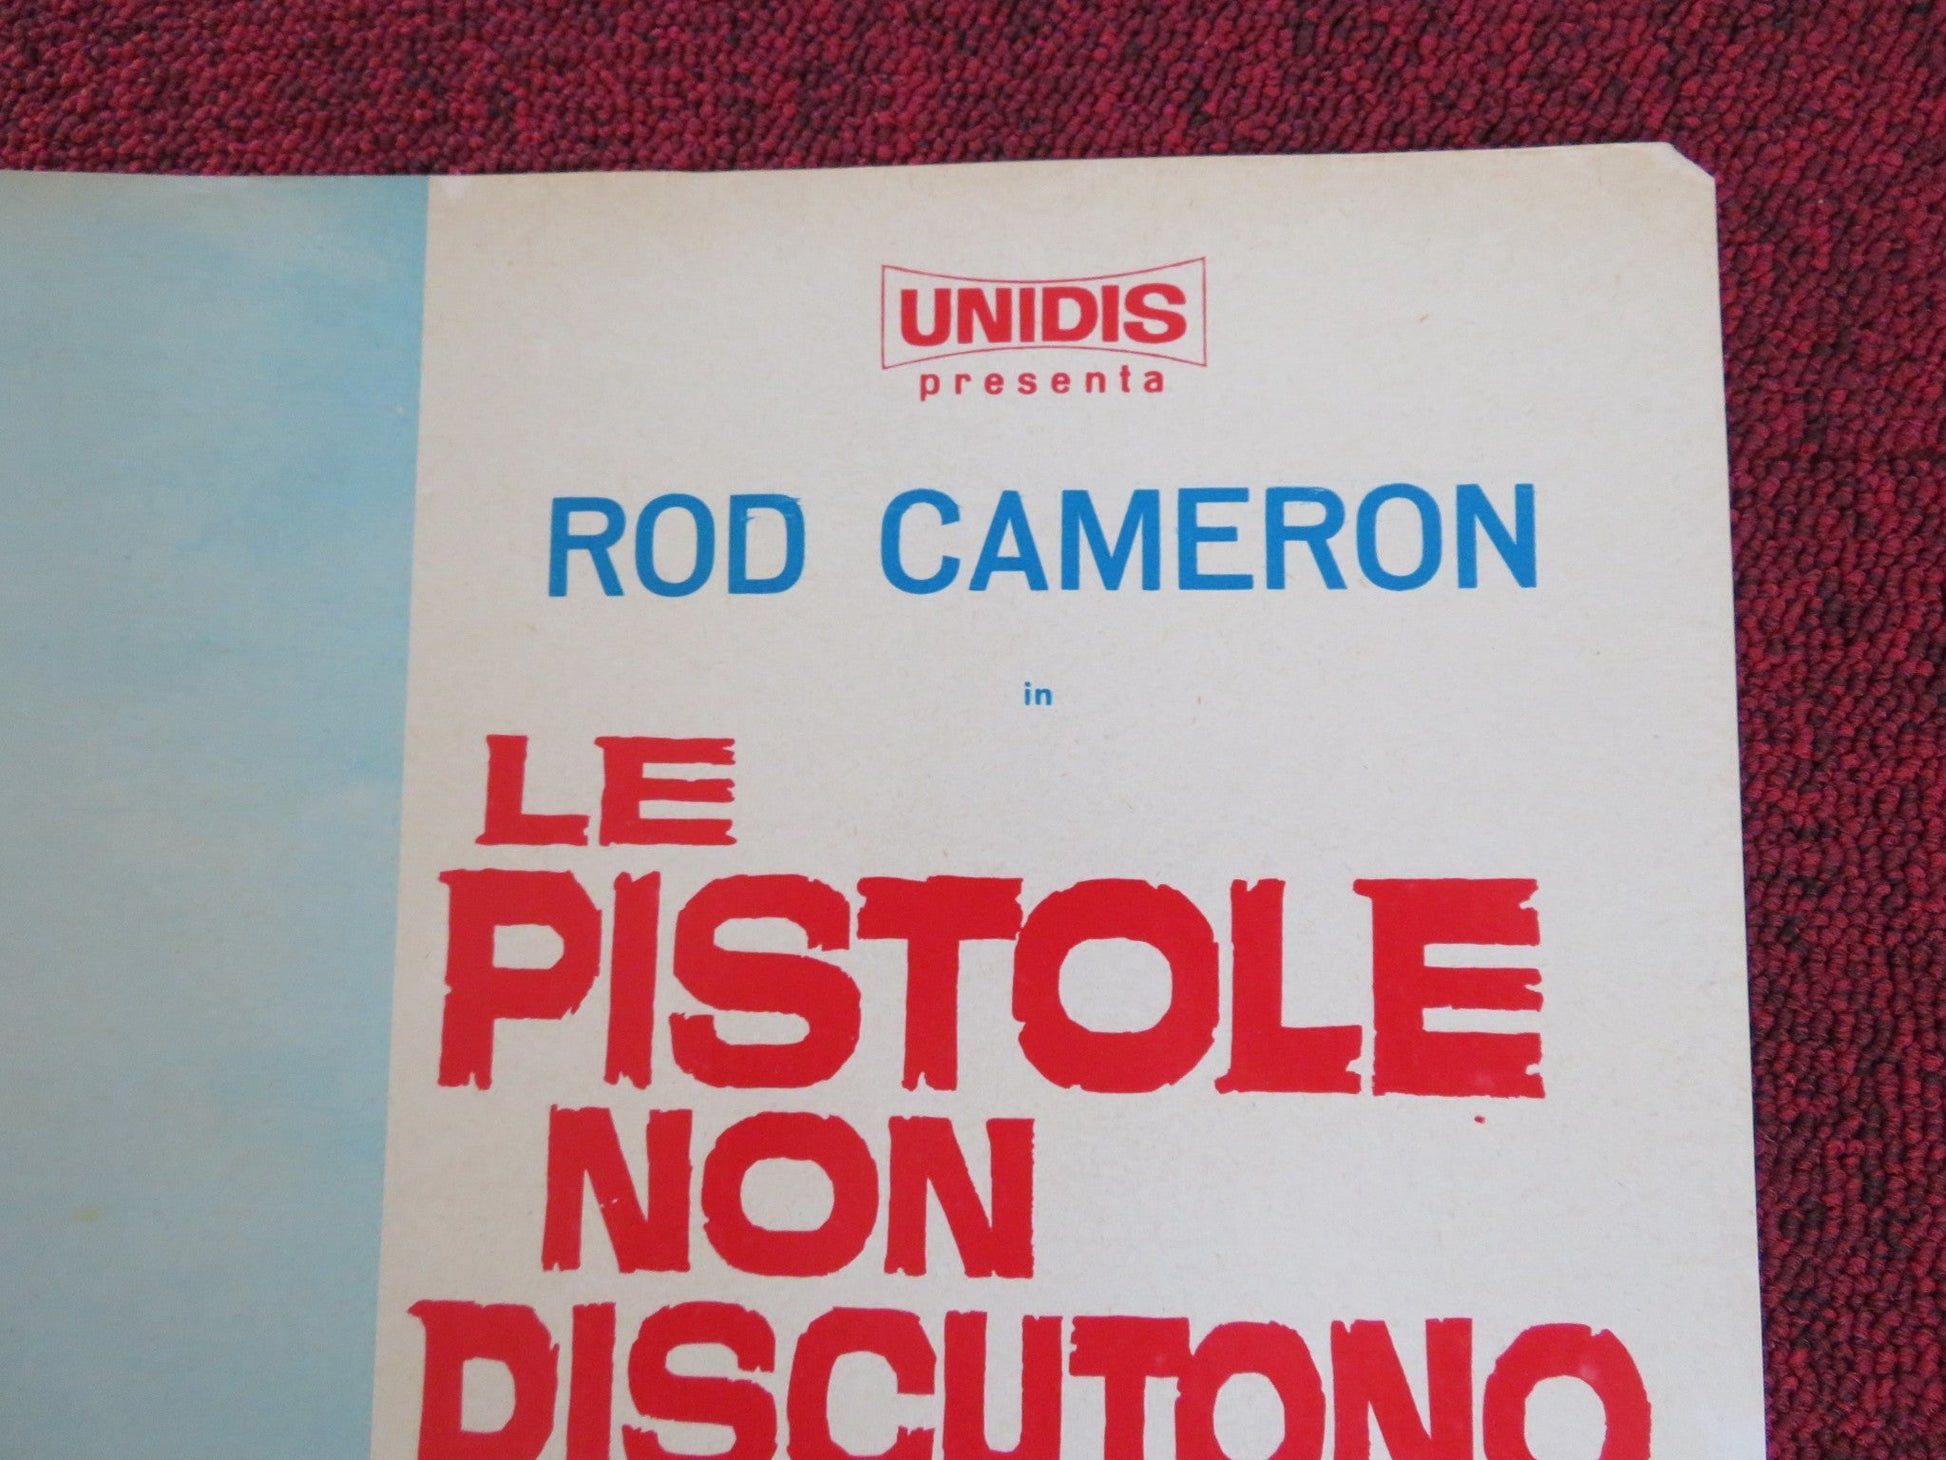 UNIDIS
presenta
ROD CAMERON
in
LE
PISTOLE
NON
DISCUTONO